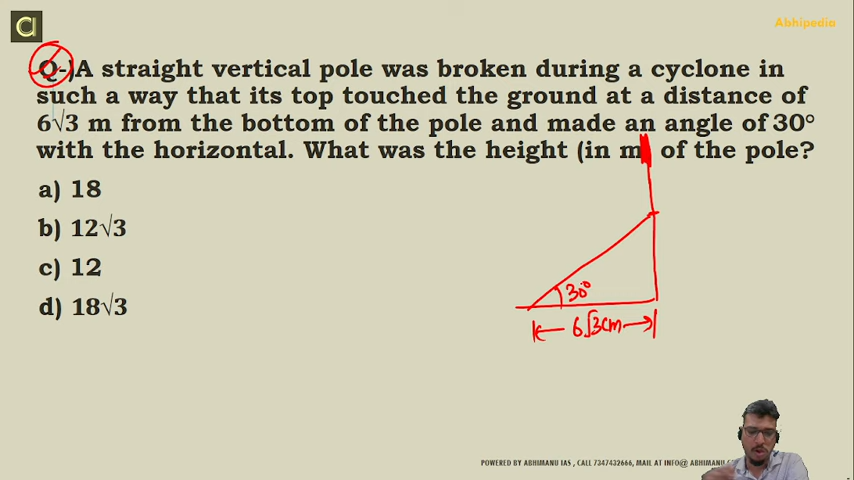 a
Abhipedia
Q-)A straight vertical pole was broken during a cyclone in
such a way that its top touched the ground at a distance of
6√3 m from the bottom of the pole and made an angle of 30°
with the horizontal. What was the height (in m of the pole?
a) 18
b) 12√3
c) 12
d) 18√3
30°
6√3cm
POWERED BY ABHIMANU IAS , CALL 7347432666, MAIL AT INFO@ ABHIMANU